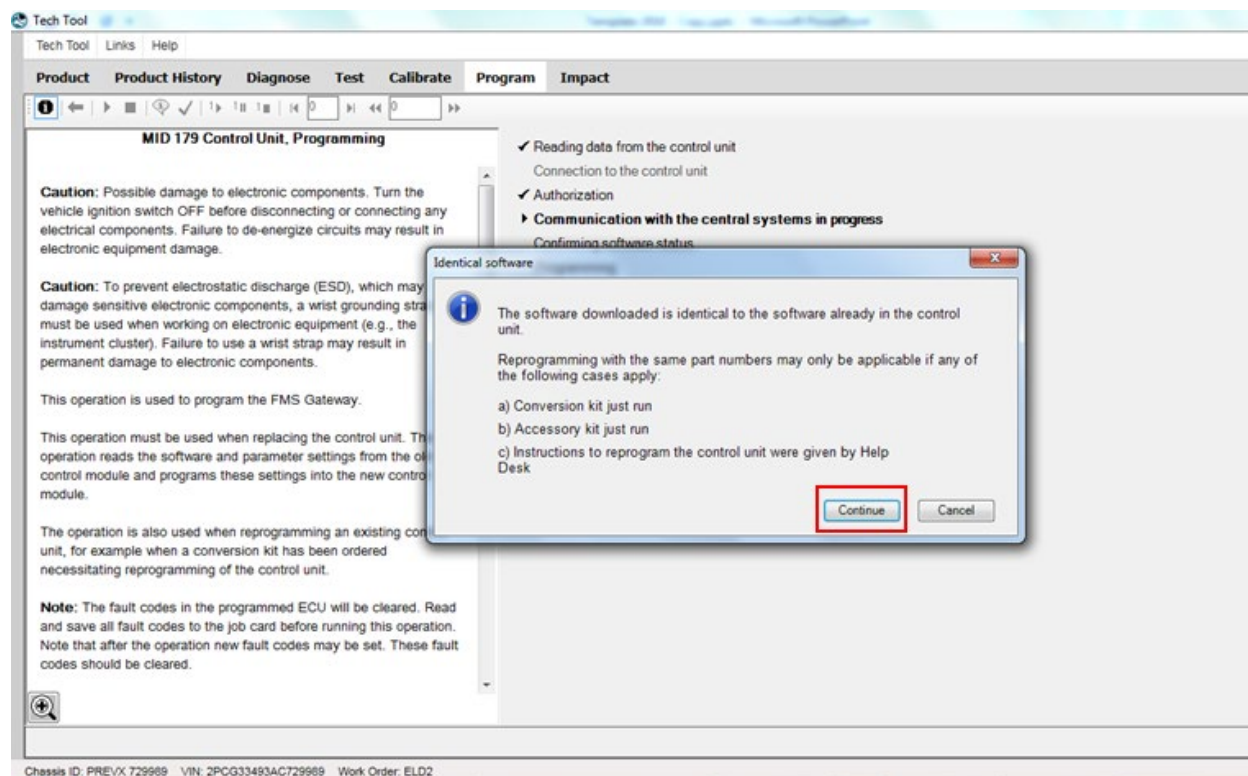 Tech Tool
Tech Tool Links Help
Product Product History Diagnose Test Calibrate Program Impact
0 0
MID 179 Control Unit, Programming
Caution: Possible damage to electronic components. Turn the
vehicle ignition switch OFF before disconnecting or connecting any
electrical components. Failure to de-energize circuits may result in
electronic equipment damage.
Caution: To prevent electrostatic discharge (ESD), which may
damage sensitive electronic components, a wrist grounding stra
must be used when working on electronic equipment (e.g., the
instrument cluster). Failure to use a wrist strap may result in
permanent damage to electronic components.
This operation is used to program the FMS Gateway.
This operation must be used when replacing the control unit. Th
operation reads the software and parameter settings from the ol
control module and programs these settings into the new contro
module.
The operation is also used when reprogramming an existing con
unit, for example when a conversion kit has been ordered
necessitating reprogramming of the control unit.
Note: The fault codes in the programmed ECU will be cleared. Read
and save all fault codes to the job card before running this operation.
Note that after the operation new fault codes may be set. These fault
codes should be cleared.
✓ Reading data from the control unit
Connection to the control unit
✓ Authorization
Communication with the central systems in progress
Confirming software status
Identical software
The software downloaded is identical to the software already in the control
unit.
Reprogramming with the same part numbers may only be applicable if any of
the following cases apply:
a) Conversion kit just run
b) Accessory kit just run
c) Instructions to reprogram the control unit were given by Help
Desk
Continue Cancel
Chassis ID: PREVX 729989 VIN: 2PCG33493AC729989 Work Order: ELD2